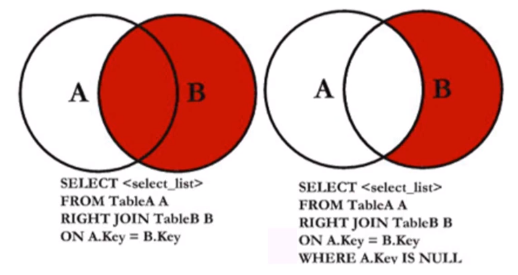 A B
A B
SELECT <select_list>
FROM TableA A
RIGHT JOIN TableB B
ON A.Key = B.Key
SELECT <select_list>
FROM TableA A
RIGHT JOIN TableB B
ON A.Key = B.Key
WHERE A.Key IS NULL